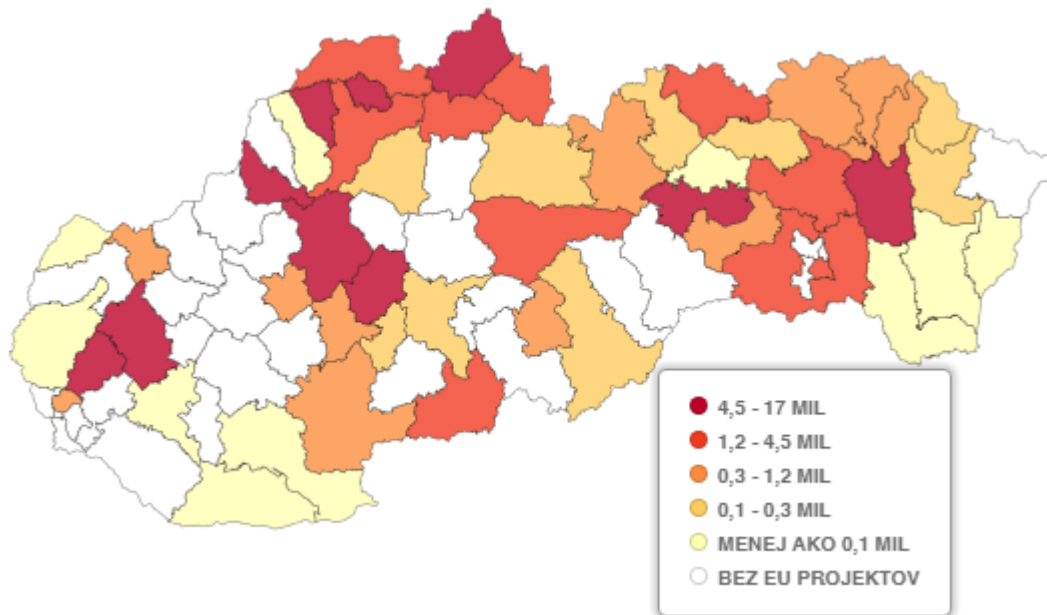 4,5 - 17 MIL
1,2 - 4,5 MIL
0,3 - 1,2 MIL
0,1 - 0,3 MIL
MENEJ AKO 0,1 MIL
BEZ EU PROJEKTOV